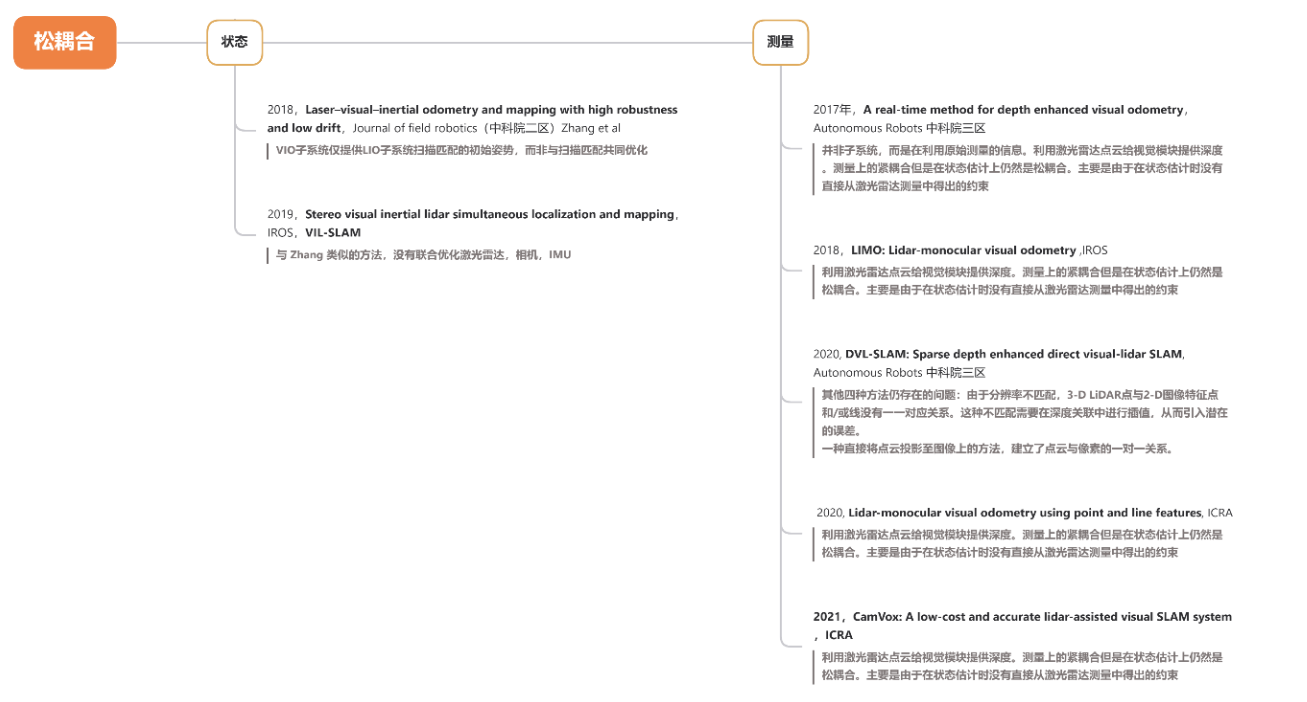 松耦合
状态
测量
2018，Laser–visual–inertial odometry and mapping with high robustness
and low drift，Journal of field robotics（中科院二区）Zhang et al
VIO子系统仅提供LIO子系统扫描匹配的初始姿势，而非与扫描匹配共同优化
2019，Stereo visual inertial lidar simultaneous localization and mapping，
IROS，VIL-SLAM
与 Zhang 类似的方法，没有联合优化激光雷达，相机，IMU
2017年，A real-time method for depth enhanced visual odometry，
Autonomous Robots 中科院三区
并非子系统，而是在利用原始测量的信息。利用激光雷达点云给视觉模块提供深度
。测量上的紧耦合但是在状态估计上仍然是松耦合。主要是由于在状态估计时没有
直接从激光雷达测量中得出的约束
2018，LIMO: Lidar-monocular visual odometry ,IROS
利用激光雷达点云给视觉模块提供深度。测量上的紧耦合但是在状态估计上仍然是
松耦合。主要是由于在状态估计时没有直接从激光雷达测量中得出的约束
2020, DVL-SLAM: Sparse depth enhanced direct visual-lidar SLAM,
Autonomous Robots 中科院三区
其他四种方法仍存在的问题：由于分辨率不匹配，3-D LiDAR点与2-D图像特征点
和/或线没有一一对应关系。这种不匹配需要在深度关联中进行插值，从而引入潜在
的误差。
一种直接将点云投影至图像上的方法，建立了点云与像素的一对一关系。
2020, Lidar-monocular visual odometry using point and line features, ICRA
利用激光雷达点云给视觉模块提供深度。测量上的紧耦合但是在状态估计上仍然是
松耦合。主要是由于在状态估计时没有直接从激光雷达测量中得出的约束
2021，CamVox: A low-cost and accurate lidar-assisted visual SLAM system
，ICRA
利用激光雷达点云给视觉模块提供深度。测量上的紧耦合但是在状态估计上仍然是
松耦合。主要是由于在状态估计时没有直接从激光雷达测量中得出的约束